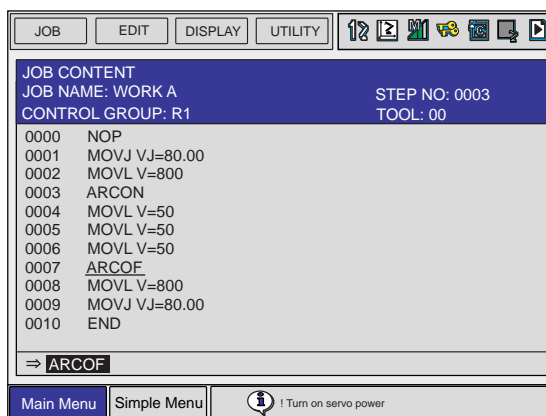 JOB EDIT DISPLAY UTILITY
JOB CONTENT
JOB NAME: WORK A STEP NO: 0003
CONTROL GROUP: R1 TOOL: 00
0000 NOP
0001 MOVJ VJ=80.00
0002 MOVL V=800
0003 ARCON
0004 MOVL V=50
0005 MOVL V=50
0006 MOVL V=50
0007 ARCOF
0008 MOVL V=800
0009 MOVJ VJ=80.00
0010 END
⇒ ARCOF
Main Menu Simple Menu ! Turn on servo power